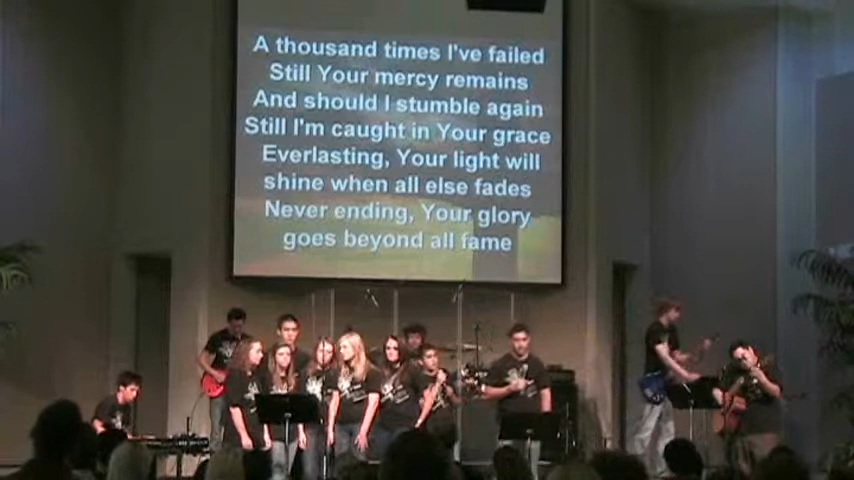 A thousand times I've failed
Still Your mercy remains
And should I stumble again
Still I'm caught in Your grace
Everlasting, Your light will
shine when all else fades
Never ending, Your glory
goes beyond all fame